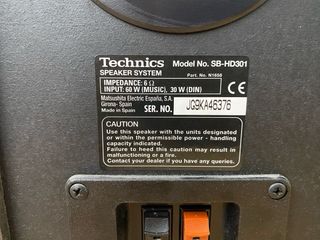 Technics Model No. SB-HD301
SPEAKER SYSTEM Part. No. N1656
IMPEDANCE: 6 Ω
INPUT: 60 W (MUSIC), 30 W (DIN)
Matsushita Electric España, S.A.
Girona- Spain
Made in Spain SER. NO. JG9KA46376
CE
CAUTION
Use this speaker with the units designated
or within the permissible power - handling
capacity indicated.
Failure to heed this caution may result in
malfunctioning or a fire.
Contact your dealer if you have any queries.